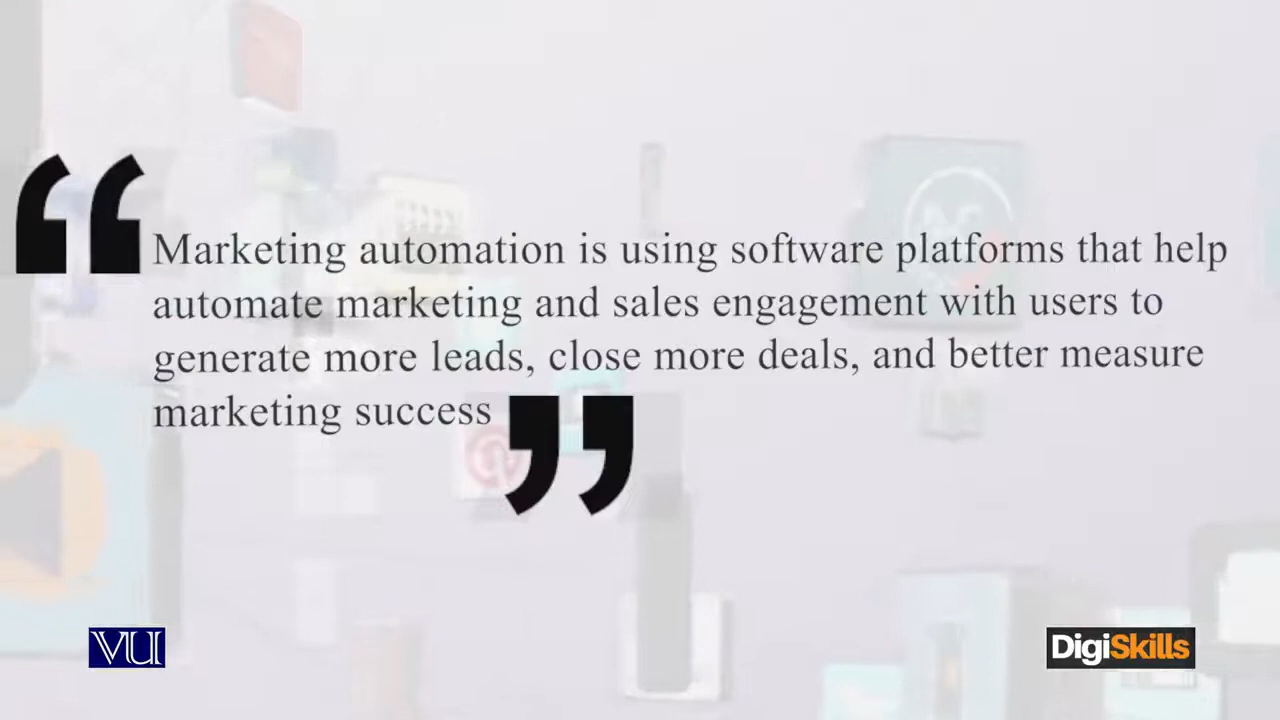 “Marketing automation is using software platforms that help
automate marketing and sales engagement with users to
generate more leads, close more deals, and better measure
marketing success”
VU
DigiSkills